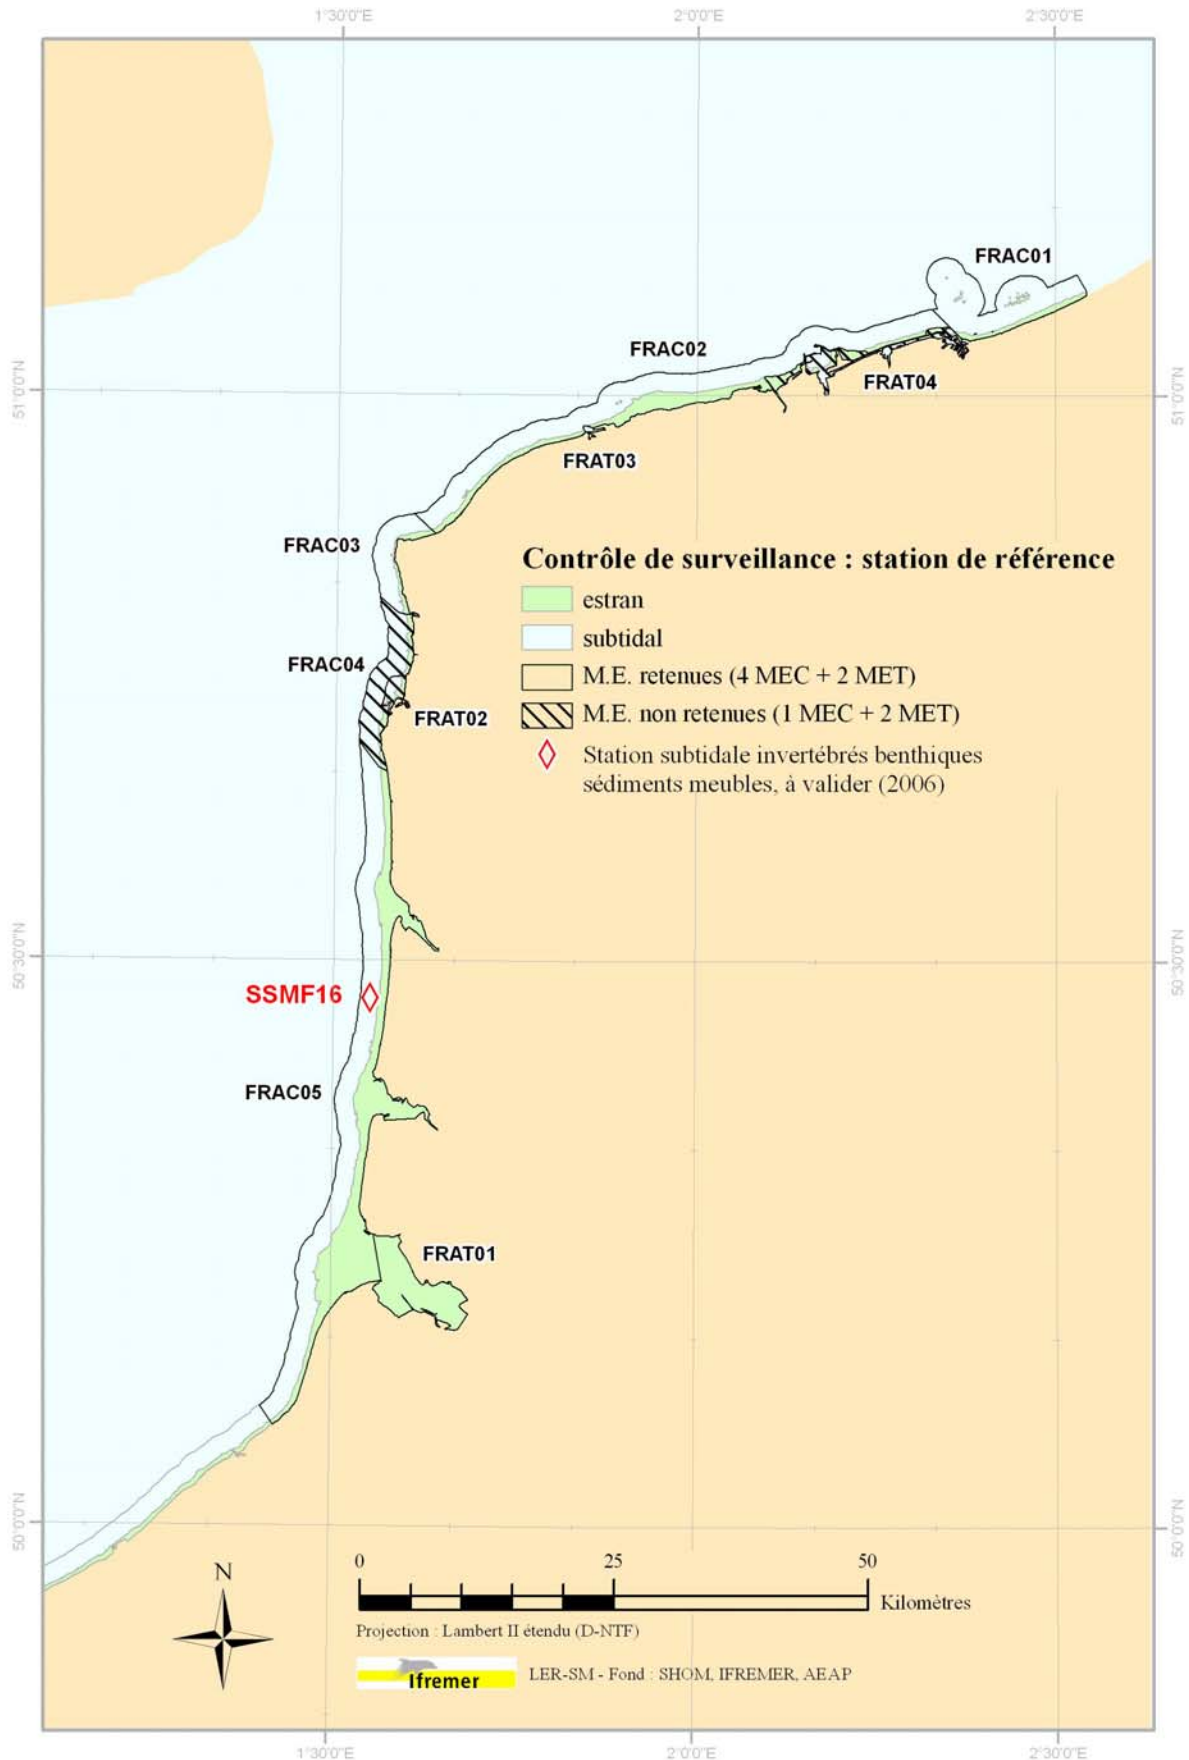 1°30'0"E
2°0'0"E
2°30'0"E
FRAC01
FRAC02
51°0'0"N
51°0'0"N
FRAT04
FRAT03
FRAC03
Contrôle de surveillance : station de référence
estran
subtidal
FRAC04
M.E. retenues (4 MEC + 2 MET)
FRAT02
M.E. non retenues (1 MEC + 2 MET)
Station subtidale invertébrés benthiques
sédiments meubles, à valider (2006)
50°30'0"N
50°30'0"N
SSMF16
FRAC05
FRAT01
50°0'0"N
50°0'0"N
N
0
25
50
Kilomètres
Projection : Lambert II étendu (D-NTF)
Ifremer
LER-SM - Fond : SHOM, IFREMER, AEAP
1°30'0"E
2°0'0"E
2°30'0"E